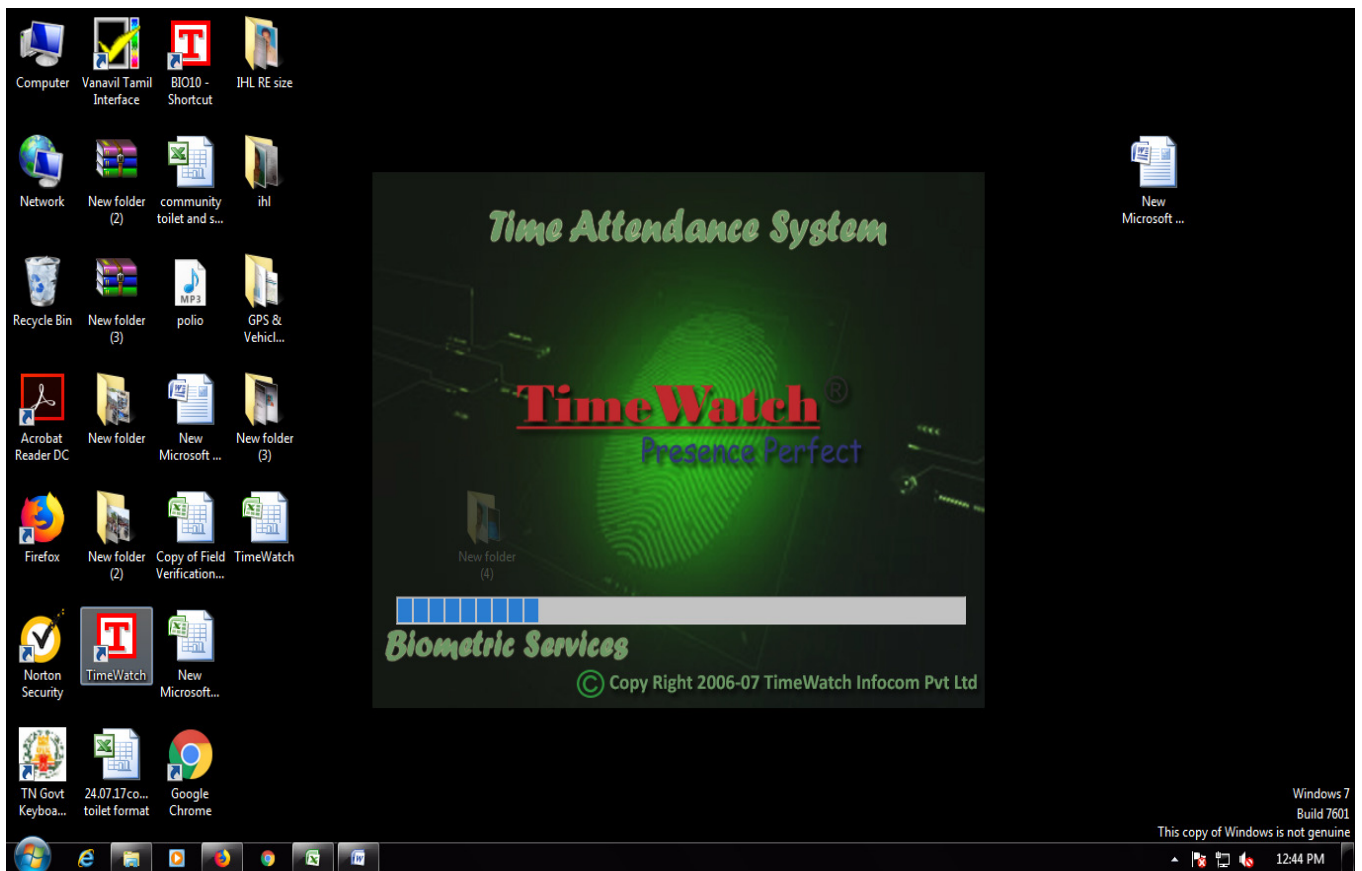 Computer
Vanavil Tamil
Interface
BIO10 -
Shortcut
IHL RE size
Network
New folder
(2)
community
toilet and s...
ihl
New
Microsoft ...
Recycle Bin
New folder
(3)
MP3
polio
GPS &
Vehicl...
Acrobat
Reader DC
New folder
New
Microsoft ...
New folder
(3)
Firefox
New folder
(2)
Copy of Field
Verification...
TimeWatch
Norton
Security
T
TimeWatch
New
Microsoft...
TN Govt
Keyboa...
24.07.17co...
toilet format
Google
Chrome
Time Attendance System
TimeWatch ®
Presence Perfect
New folder
(4)
Biometric Services
© Copy Right 2006-07 TimeWatch Infocom Pvt Ltd
Windows 7
Build 7601
This copy of Windows is not genuine
12:44 PM